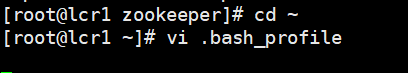 [root@lcr1 zookeeper]# cd ~
[root@lcr1 ~]# vi .bash_profile